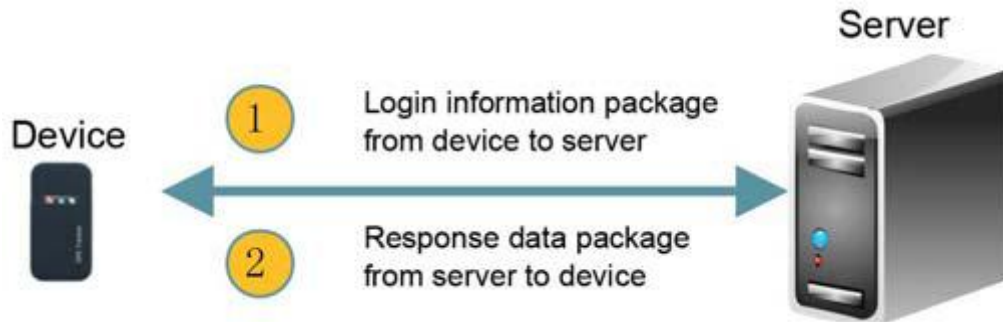 Server
Device
1
Login information package
from device to server
2
Response data package
from server to device